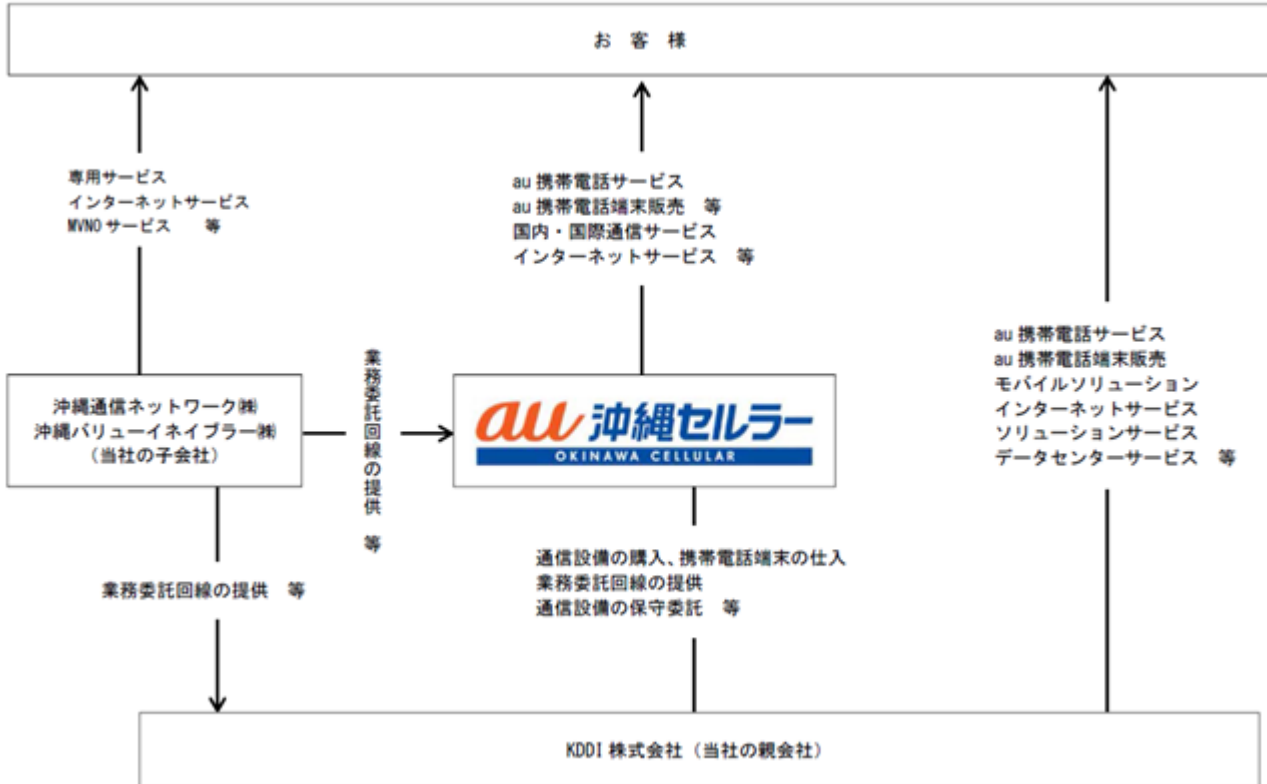 お 客 様
専用サービス
インターネットサービス
MVNOサービス 等
au 携帯電話サービス
au 携帯電話端末販売 等
国内・国際通信サービス
インターネットサービス 等
au 携帯電話サービス
au 携帯電話端末販売
モバイルソリューション
インターネットサービス
ソリューションサービス
データセンターサービス 等
沖縄通信ネットワーク㈱
沖縄バリューイネイブラー㈱
(当社の子会社)
業務委託回線の提供 等
au 沖縄セルラー
OKINAWA CELLULAR
業務委託回線の提供 等
通信設備の購入、携帯電話端末の仕入
業務委託回線の提供
通信設備の保守委託 等
KDDI 株式会社(当社の親会社)